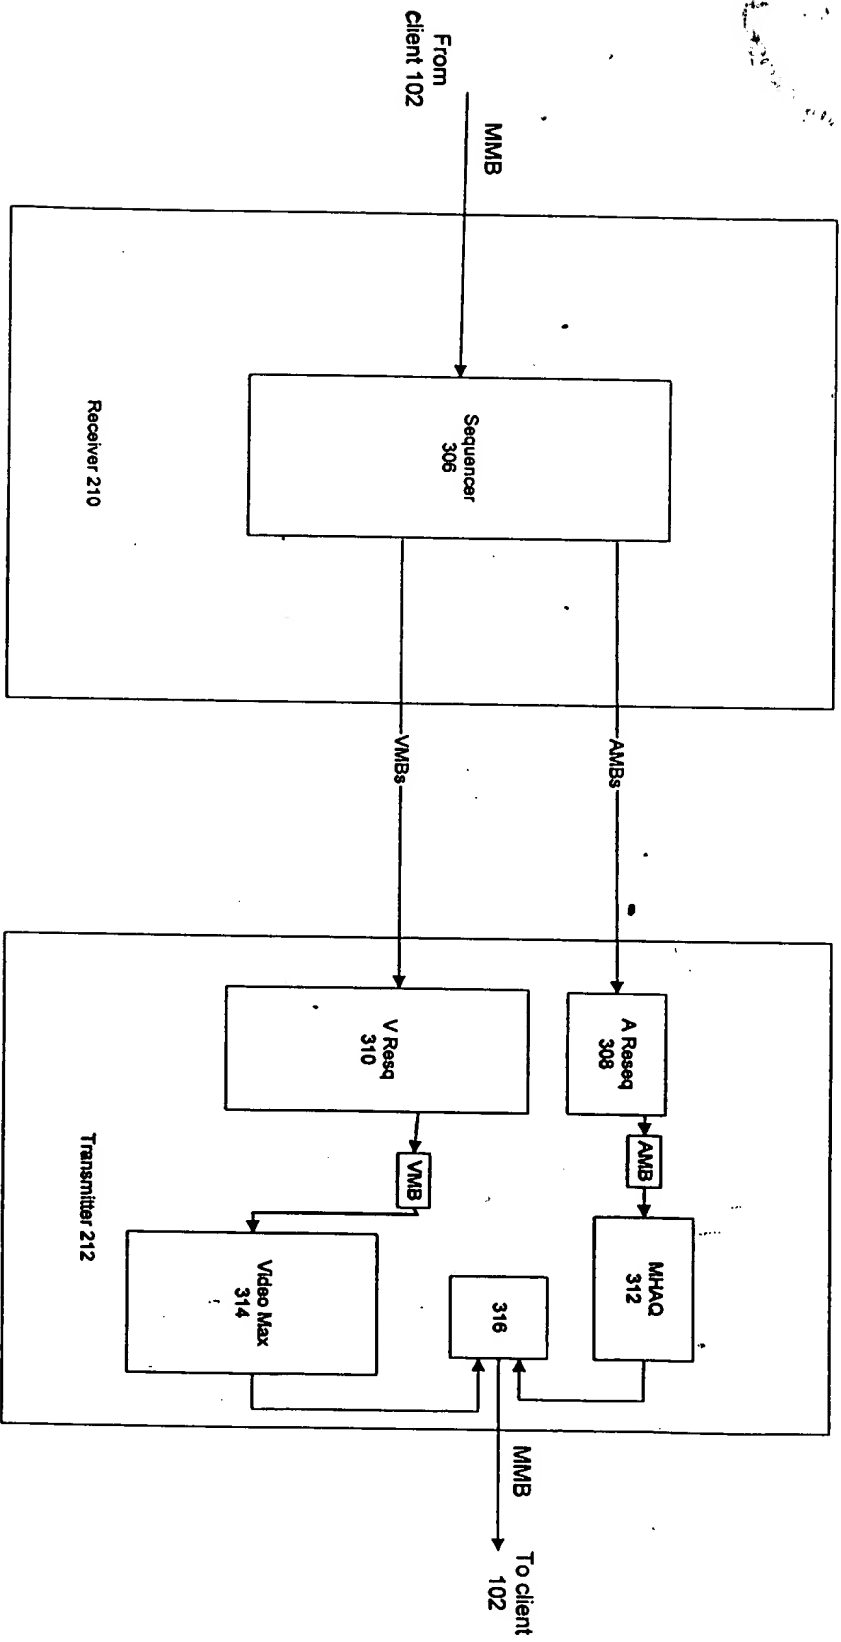 From
client 102
MMB
Sequencer
306
Receiver 210
AMBs
VMBs
A Reseq
308
AMB
MHAQ
312
V Resq
310
VMB
Video Max
314
316
Transmitter 212
MMB
To client
102